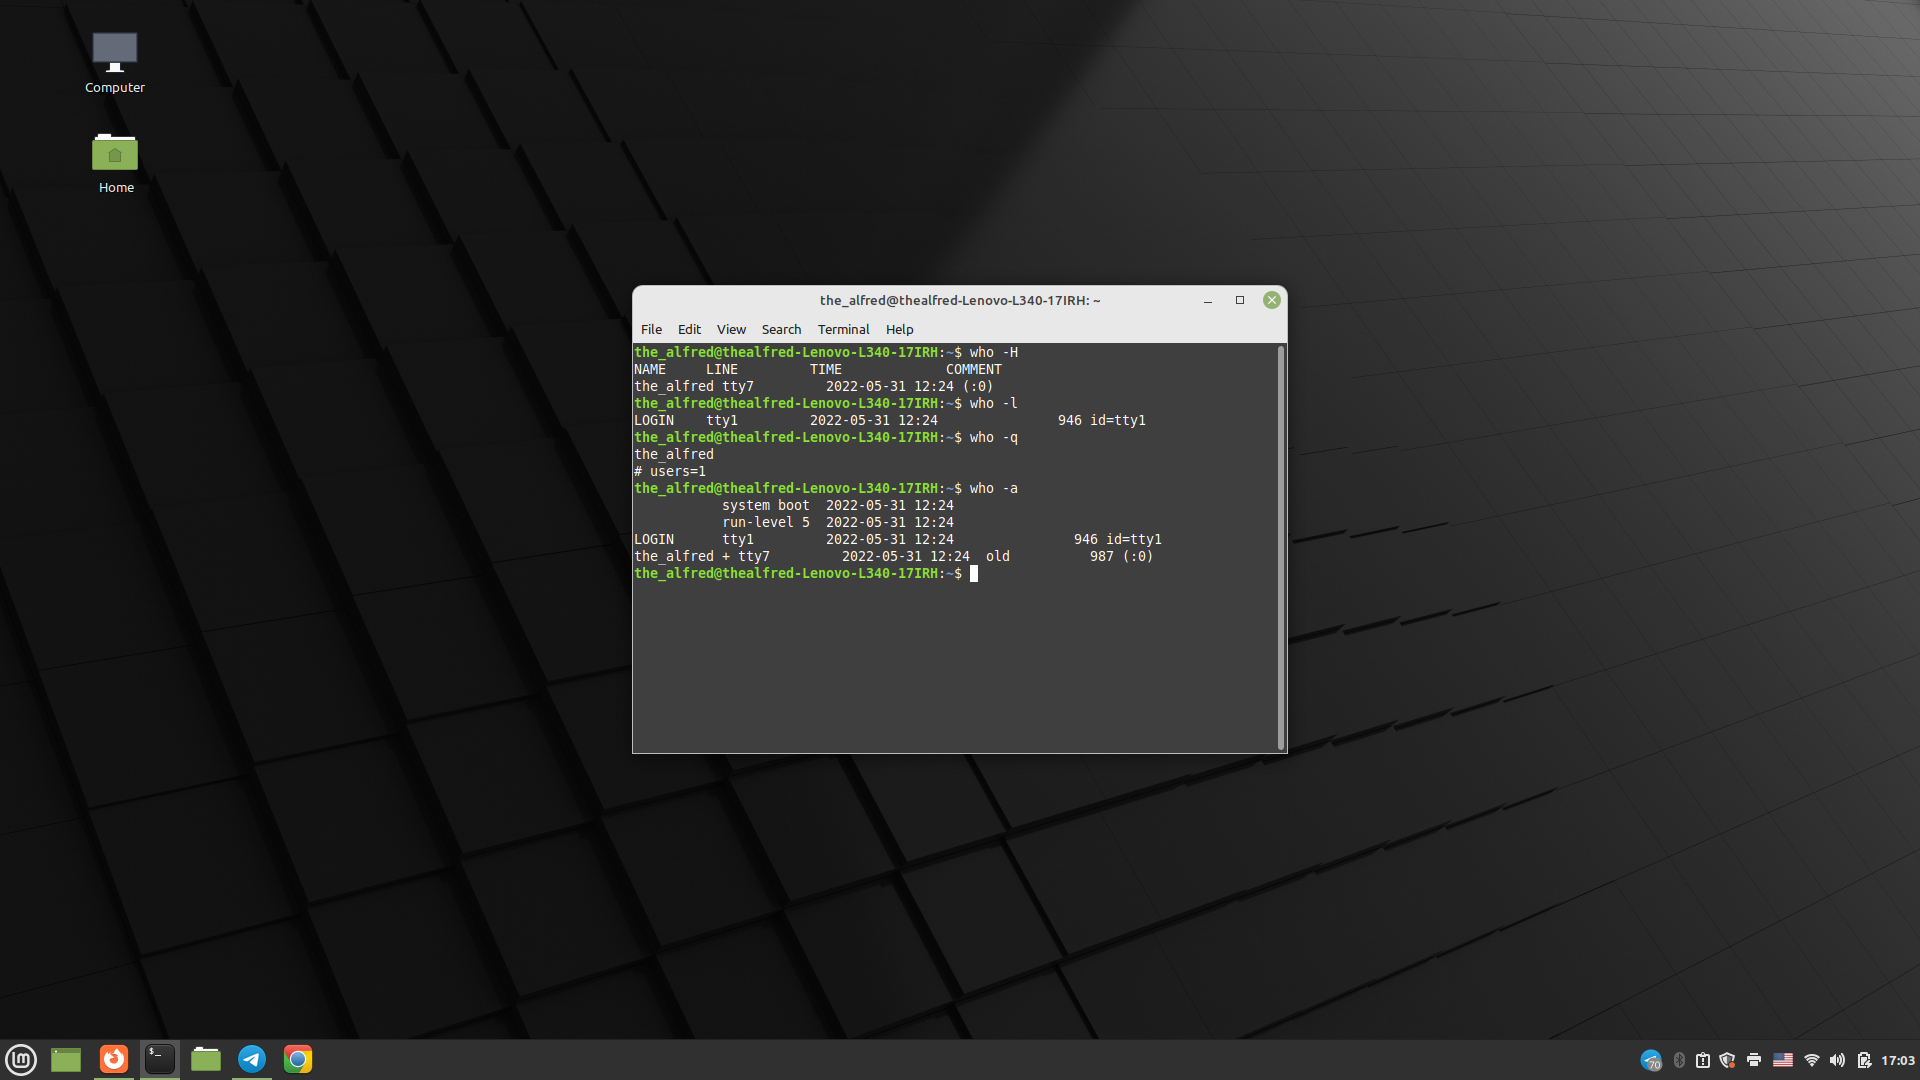 Computer
Home
the_alfred@thealfred-Lenovo-L340-17IRH: ~
File Edit View Search Terminal Help
the_alfred@thealfred-Lenovo-L340-17IRH:~$ who -H
NAME     LINE         TIME             COMMENT
the_alfred tty7         2022-05-31 12:24 (:0)
the_alfred@thealfred-Lenovo-L340-17IRH:~$ who -l
LOGIN    tty1         2022-05-31 12:24               946 id=tty1
the_alfred@thealfred-Lenovo-L340-17IRH:~$ who -q
the_alfred
# users=1
the_alfred@thealfred-Lenovo-L340-17IRH:~$ who -a
           system boot  2022-05-31 12:24
           run-level 5  2022-05-31 12:24
LOGIN      tty1         2022-05-31 12:24               946 id=tty1
the_alfred + tty7         2022-05-31 12:24  old          987 (:0)
the_alfred@thealfred-Lenovo-L340-17IRH:~$
$_
70
17:03